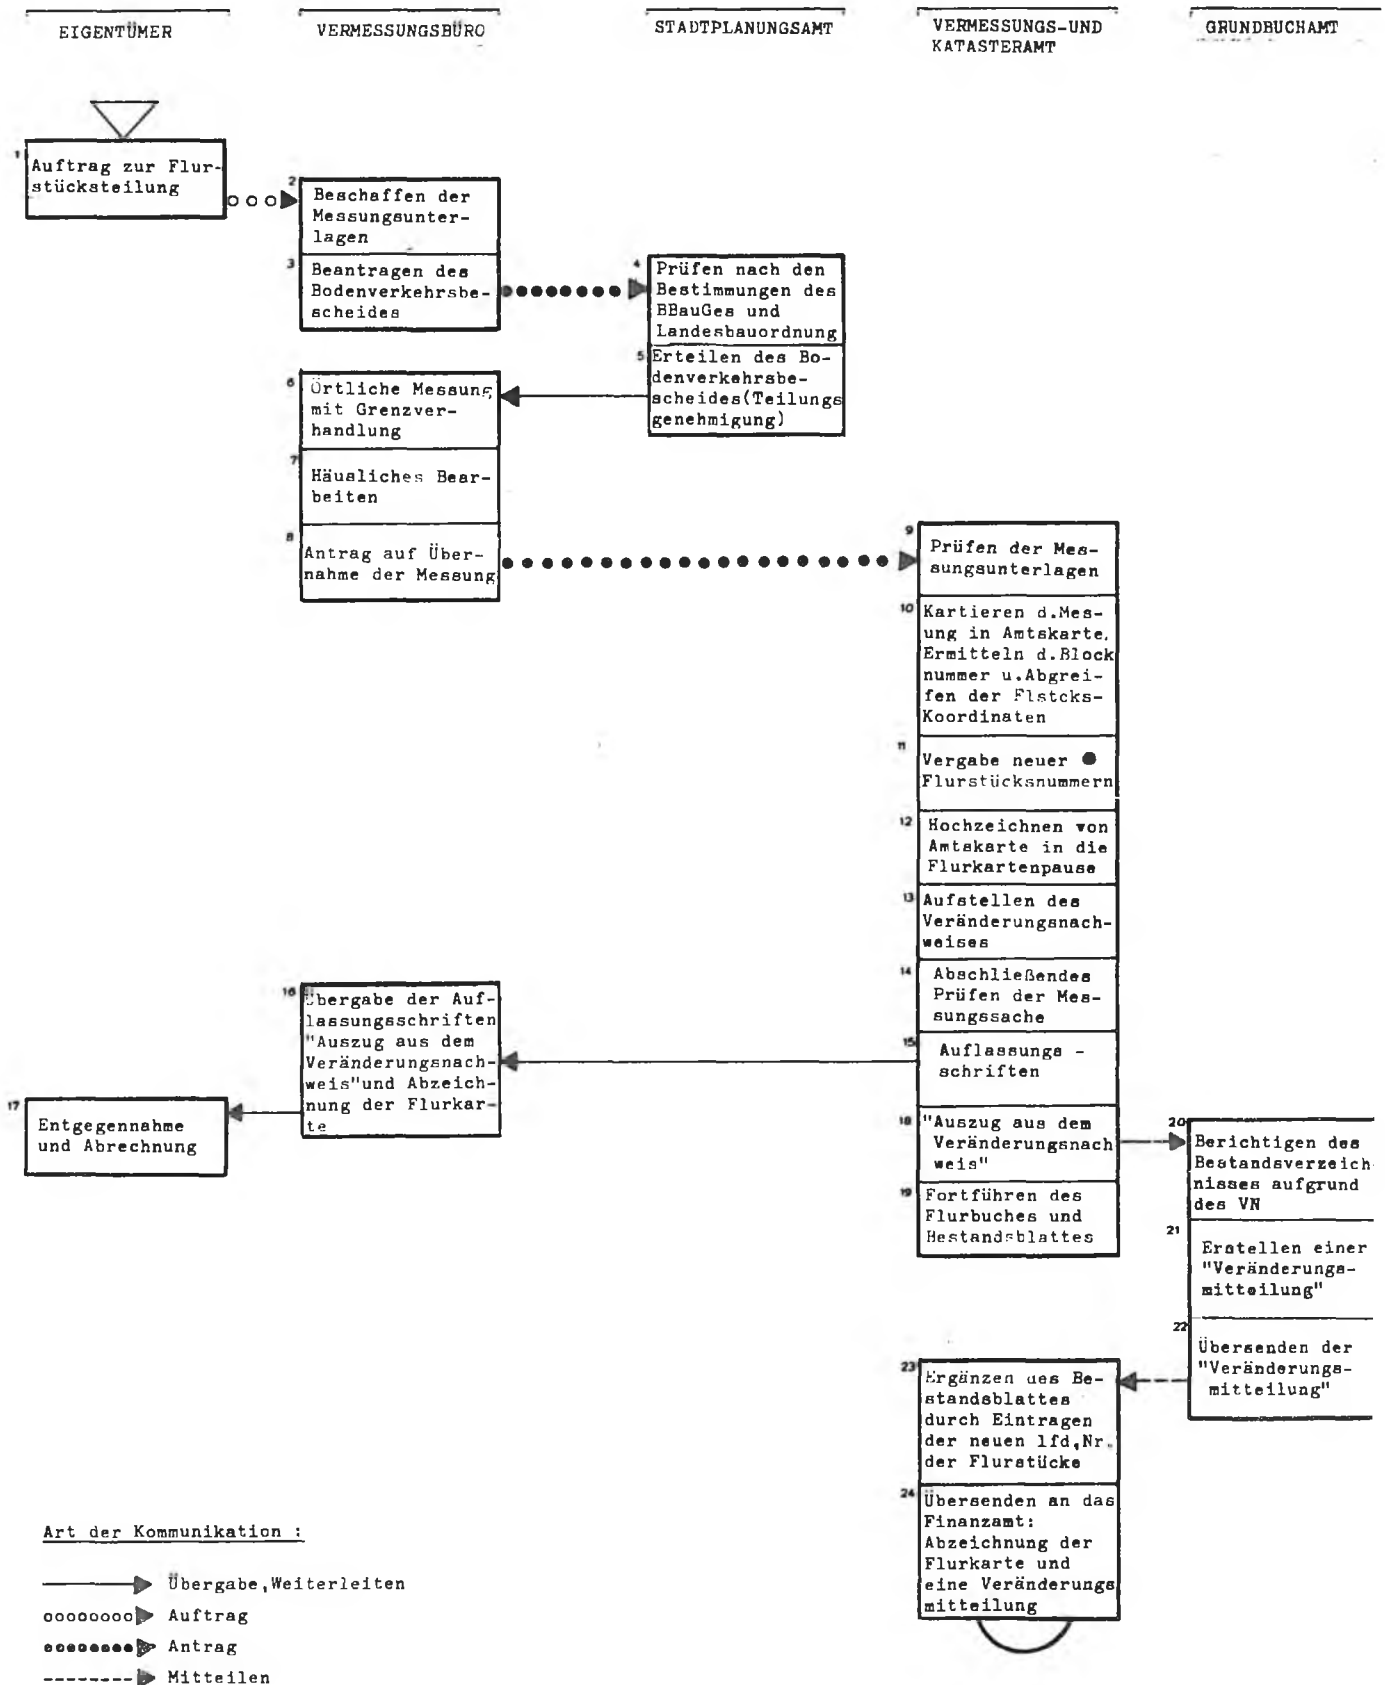 EIGENTÜMER
VERMESSUNGSBÜRO
STADTPLANUNGSAMT
VERMESSUNGS-UND
KATASTERAMT
GRUNDBUCHAMT
1
Auftrag zur Flur-
stücksteilung
2
Beschaffen der
Messungsunter-
lagen
3
Beantragen des
Bodenverkehrsbe-
scheides
4
Prüfen nach den
Bestimmungen des
BBauGes und
Landesbauordnung
5
Erteilen des Bo-
denverkehrsbe-
scheides(Teilungs
genehmigung)
6
Örtliche Messung
mit Grenzver-
handlung
7
Häusliches Bear-
beiten
8
Antrag auf Über-
nahme der Messung
9
Prüfen der Mes-
sungsunterlagen
10
Kartieren d.Mes-
ung in Amtskarte,
Ermitteln d.Block
nummer u.Abgrei-
fen der Flstcks-
Koordinaten
11
Vergabe neuer
Flurstücksnummern
12
Hochzeichnen von
Amtskarte in die
Flurkartenpause
13
Aufstellen des
Veränderungsnach-
weises
14
Abschließendes
Prüfen der Mes-
sungssache
15
Auflassungs -
schriften
16
Übergabe der Auf-
lassungsschriften
"Auszug aus dem
Veränderungsnach-
weis"und Abzeich-
nung der Flurkar-
te
17
Entgegennahme
und Abrechnung
18
"Auszug aus dem
Veränderungsnach
weis"
19
Fortführen des
Flurbuches und
Bestandsblattes
20
Berichtigen des
Bestandsverzeich-
nisses aufgrund
des VN
21
Erstellen einer
"Veränderungs-
mitteilung"
22
Übersenden der
"Veränderungs-
mitteilung"
23
Ergänzen des Be-
standsblattes
durch Eintragen
der neuen lfd,Nr.
der Flurstücke
24
Übersenden an das
Finanzamt:
Abzeichnung der
Flurkarte und
eine Veränderungs
mitteilung
Art der Kommunikation :
Übergabe,Weiterleiten
Auftrag
Antrag
Mitteilen